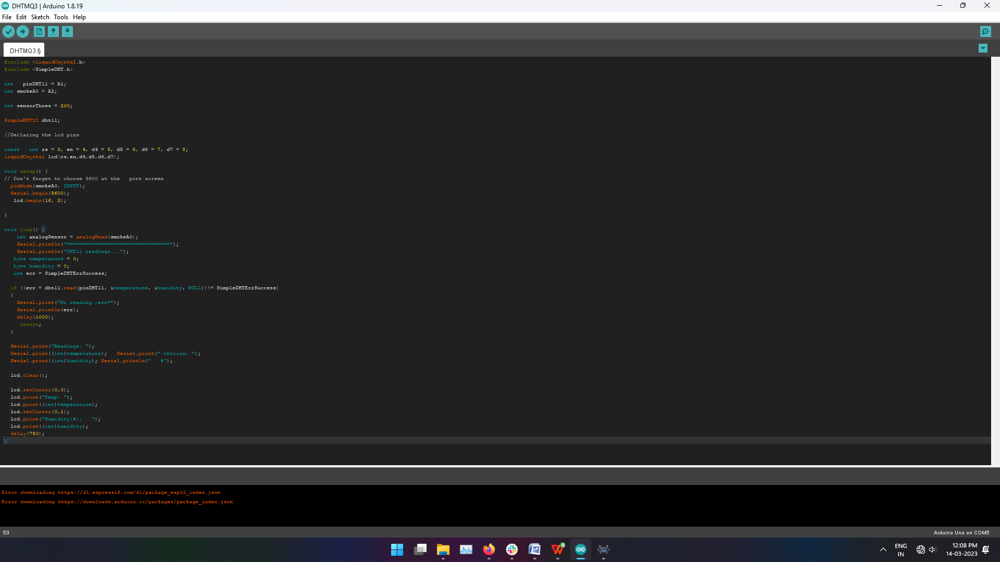 DHTMQ3 | Arduino 1.8.19
File Edit Sketch Tools Help
DHTMQ3 §
#include <LiquidCrystal.h>
#include <SimpleDHT.h>
int   pinDHT11 = A1;
int smokeA0 = A2;
int sensorThres = 200;
SimpleDHT11 dht11;
//Declaring the lcd pins
const   int rs = 3, en = 4, d4 = 5, d5 = 6, d6 = 7, d7 = 8;
LiquidCrystal lcd(rs,en,d4,d5,d6,d7);
void setup() {
// Don't forget to choose 9600 at the   port screen
  pinMode(smokeA0, INPUT);
  Serial.begin(9600);
   lcd.begin(16, 2);
}
void loop() {
    int analogSensor = analogRead(smokeA0);
    Serial.println("=================================");
    Serial.println("DHT11 readings...");
   byte temperature = 0;
   byte humidity = 0;
   int err = SimpleDHTErrSuccess;
  if ((err = dht11.read(pinDHT11, &temperature, &humidity, NULL))!= SimpleDHTErrSuccess)
  {
    Serial.print("No reading ,err=");
    Serial.println(err);
    delay(1000);
     return;
  }
  Serial.print("Readings: ");
  Serial.print((int)temperature);   Serial.print(" Celcius, ");
  Serial.print((int)humidity); Serial.println("   %");
  lcd.clear();
  lcd.setCursor(0,0);
  lcd.print("Temp: ");
  lcd.print((int)temperature);
  lcd.setCursor(0,1);
  lcd.print("Humidity(%):   ");
  lcd.print((int)humidity);
  delay(750);
}
Error downloading https://dl.espressif.com/dl/package_esp32_index.json
Error downloading https://downloads.arduino.cc/packages/package_index.json
53
Arduino Uno on COM5
ENG
IN
12:08 PM
14-03-2023